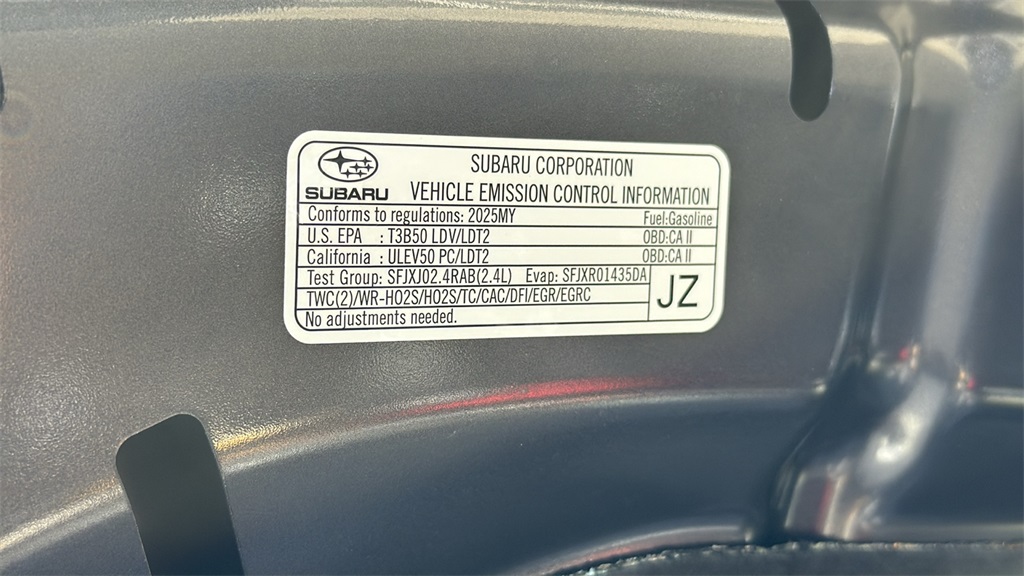 SUBARU CORPORATION
SUBARU VEHICLE EMISSION CONTROL INFORMATION
Conforms to regulations: 2025MY Fuel:Gasoline
U.S. EPA : T3B50 LDV/LDT2 OBD:CA II
California : ULEV50 PC/LDT2 OBD:CA II
Test Group: SFJXJ02.4RAB(2.4L) Evap: SFJXR01435DA
TWC(2)/WR-HO2S/HO2S/TC/CAC/DFI/EGR/EGRC
JZ
No adjustments needed.